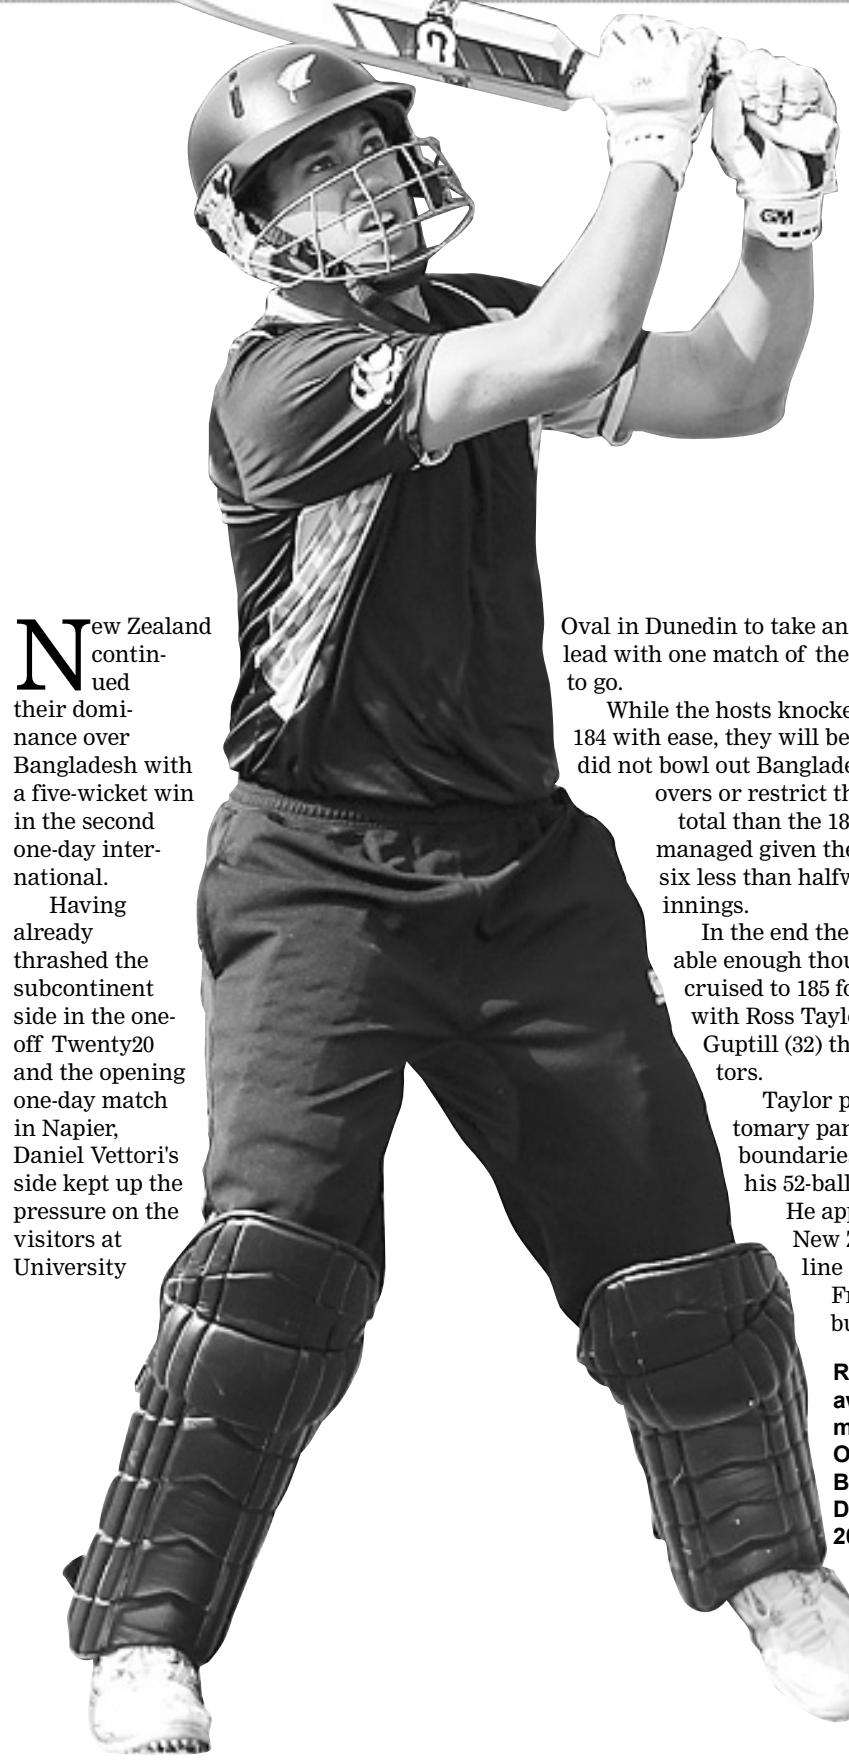 GM
GM
New Zealand
contin-
ued
their domi-
nance over
Bangladesh with
a five-wicket win
in the second
one-day inter-
national.
Having
already
thrashed the
subcontinent
side in the one-
off Twenty20
and the opening
one-day match
in Napier,
Daniel Vettori's
side kept up the
pressure on the
visitors at
University
Oval in Dunedin to take an
lead with one match of the
to go.
While the hosts knocke
184 with ease, they will be
did not bowl out Banglade
overs or restrict th
total than the 18
managed given the
six less than halfw
innings.
In the end the
able enough thou
cruised to 185 fo
with Ross Taylo
Guptill (32) th
tors.
Taylor p
tomary pan
boundaries
his 52-ball
He app
New Z
line
Fr
bu
R
aw
m
O
B
D
20